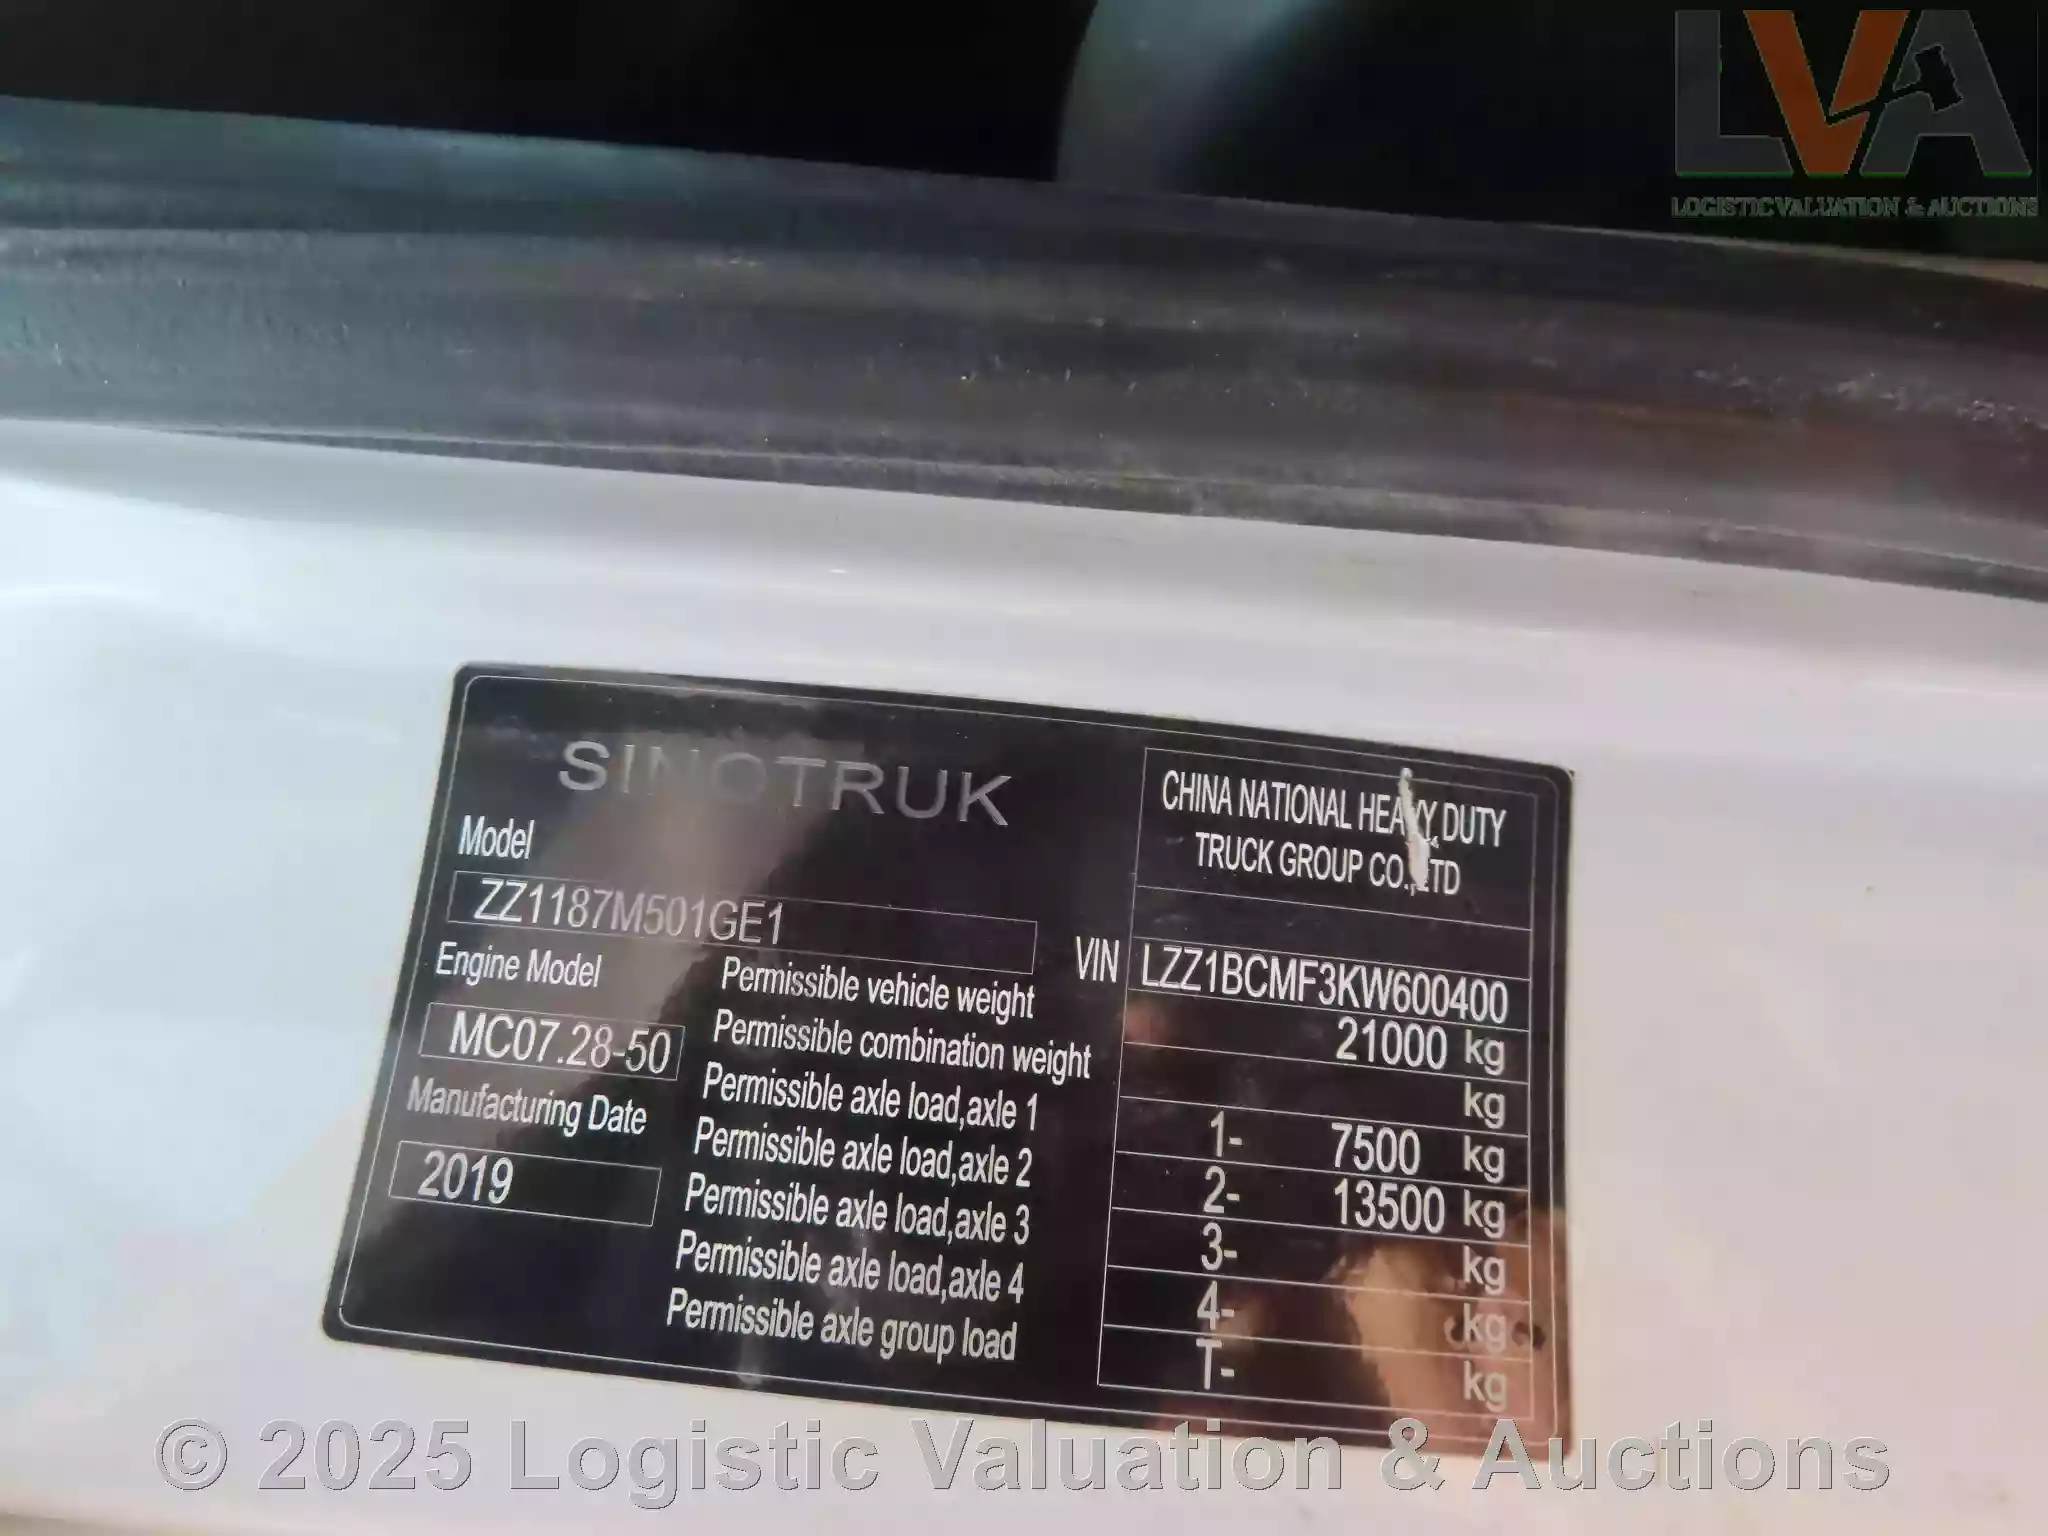 LVA
LOGISTIC VALUATION & AUCTIONS
SINOTRUK
CHINA NATIONAL HEAVY DUTY
TRUCK GROUP CO.,LTD
Model
ZZ1187M501GE1
VIN LZZ1BCMF3KW600400
Engine Model
MC07.28-50
Manufacturing Date
2019
Permissible vehicle weight 21000 kg
Permissible combination weight kg
Permissible axle load,axle 1 1- 7500 kg
Permissible axle load,axle 2 2- 13500 kg
Permissible axle load,axle 3 3- kg
Permissible axle load,axle 4 4- kg
Permissible axle group load T- kg
© 2025 Logistic Valuation & Auctions